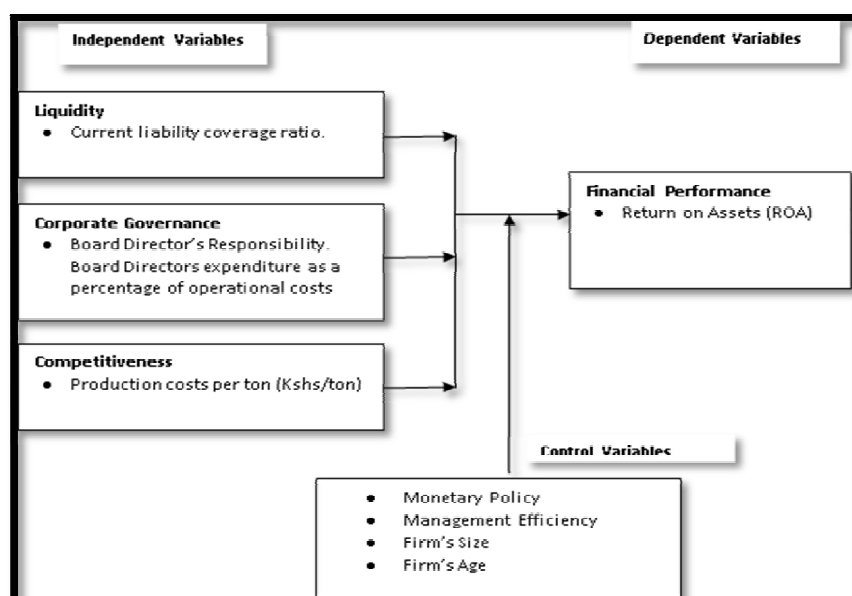 Independent Variables
Dependent Variables
Liquidity
• Current liability coverage ratio.
Corporate Governance
• Board Director's Responsibility.
Board Directors expenditure as a
percentage of operational costs
Competitiveness
• Production costs per ton (Kshs/ton)
Financial Performance
• Return on Assets (ROA)
Control Variables
• Monetary Policy
• Management Efficiency
• Firm's Size
• Firm's Age